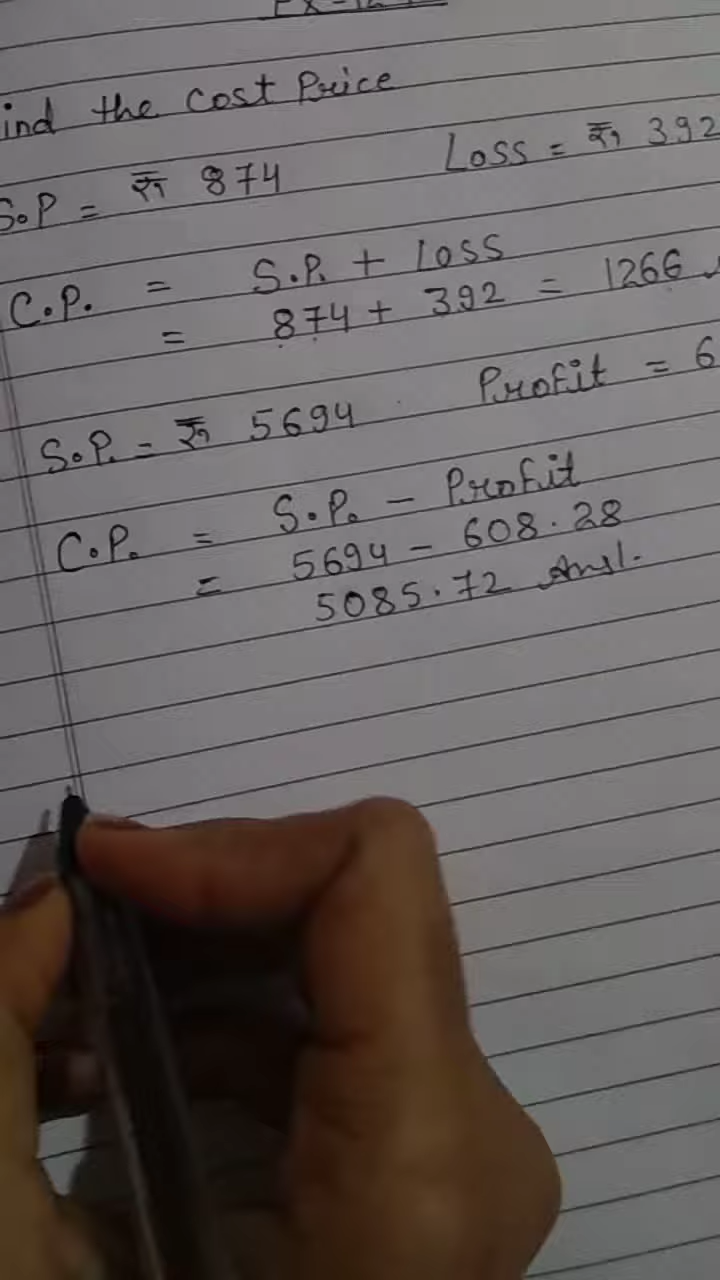 ind the cost Price
S.P = रू 874 Loss = रू 392
C.P. = S.P. + Loss
= 874 + 392 = 1266
S.P. = रू 5694 Profit = 6
C.P. = S.P. - Profit
= 5694 - 608.28
5085.72 Ans.